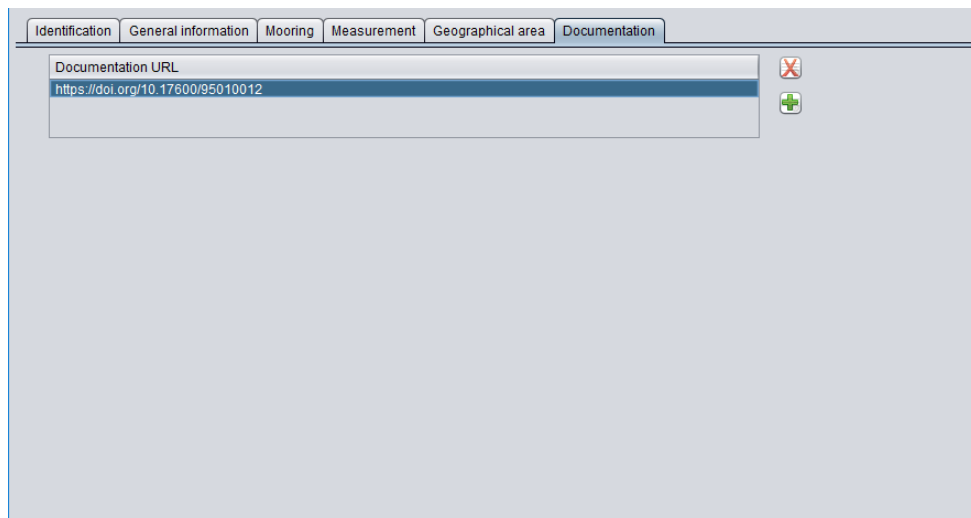 Identification General information Mooring Measurement Geographical area Documentation
Documentation URL
https://doi.org/10.17600/95010012